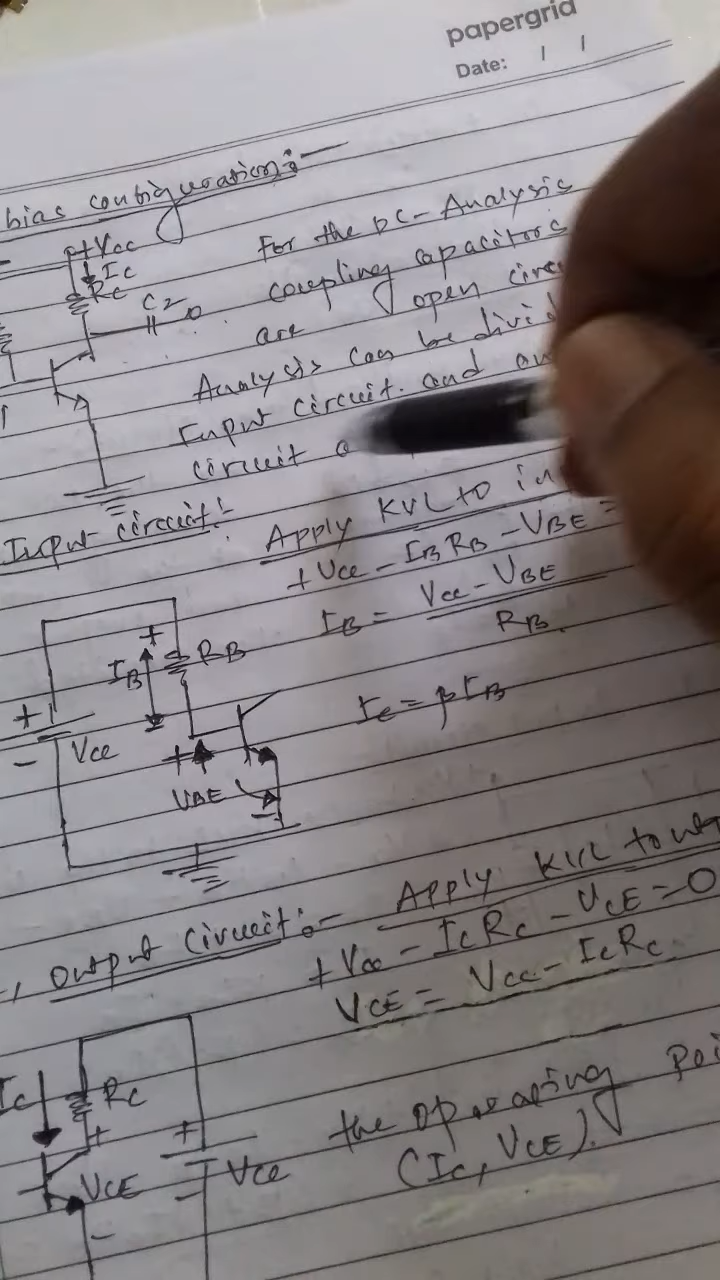 papergrid
Date: / /
bias configuration:-
+Vcc
Ic
Rc
C2
For the DC-Analysis
coupling capacitors
are open
Analysis can be
Input circuit. and
circuit
Input circuit:-
Apply KVL to
+Vcc - IB RB - VBE =
IB = Vcc - VBE
RB
+
IB
RB
Ic = βIB
+
-
Vcc
+
VBE
-
Output circuit:-
Apply KVL to
+Vcc - IcRc - VCE = 0
VCE = Vcc - IcRc
Ic
Rc
+
VCE
-
+
-
Vcc
the operating
(Ic, VCE).